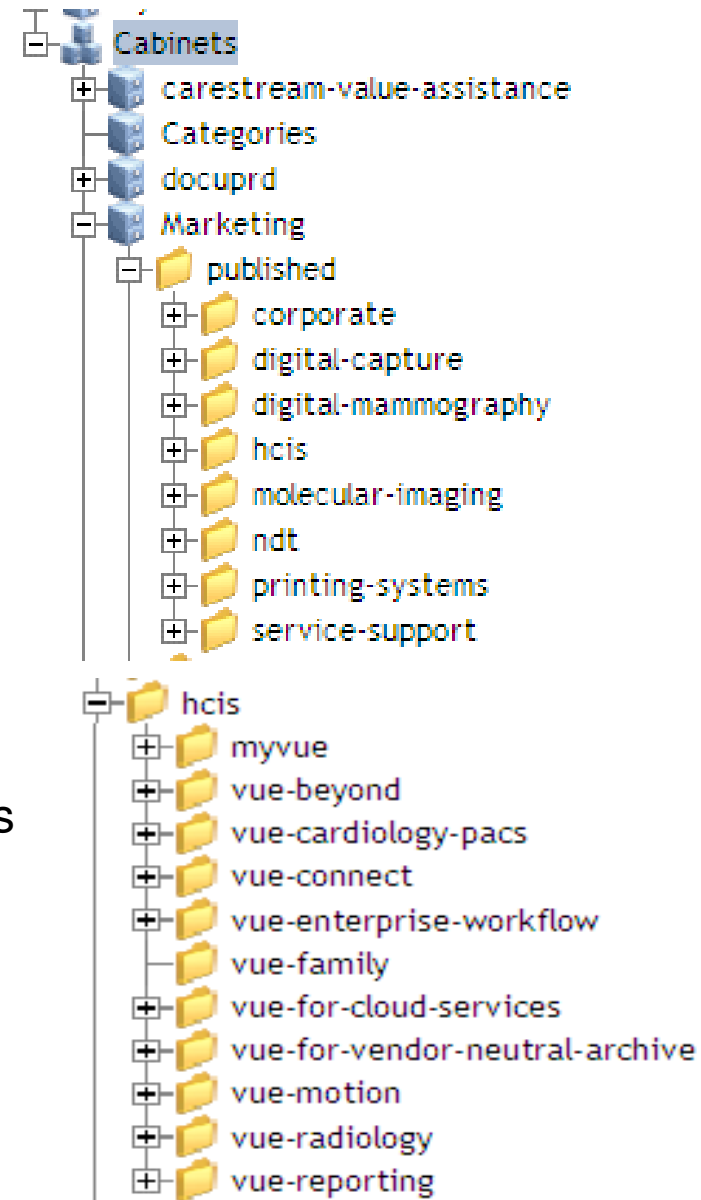 Cabinets
carestream-value-assistance
Categories
docuprd
Marketing
published
corporate
digital-capture
digital-mammography
hcis
molecular-imaging
ndt
printing-systems
service-support
hcis
myvue
vue-beyond
s
vue-cardiology-pacs
vue-connect
vue-enterprise-workflow
vue-family
vue-for-cloud-services
vue-for-vendor-neutral-archive
vue-motion
vue-radiology
vue-reporting